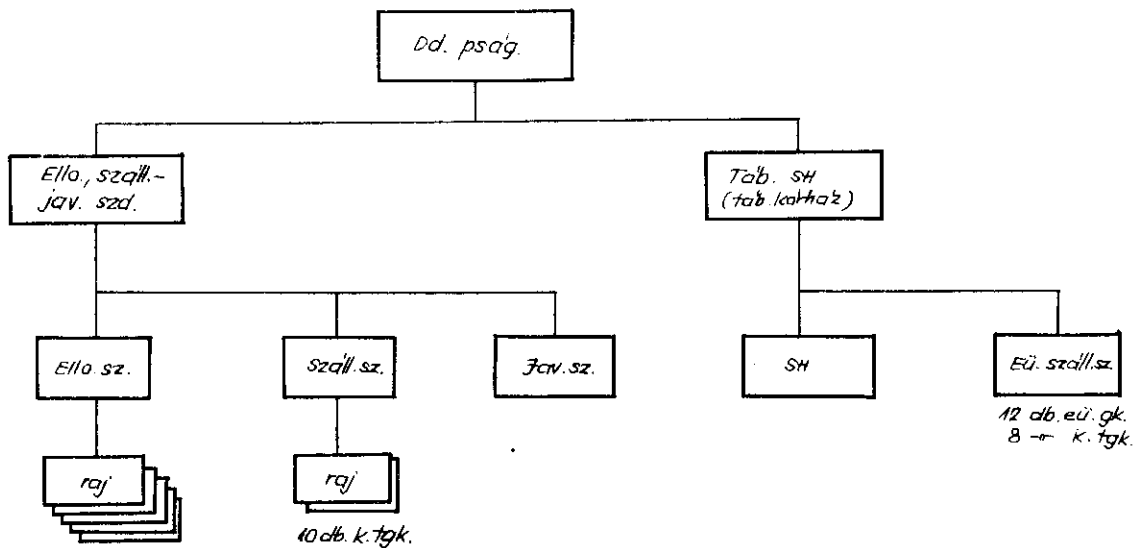 Dd. pság.
Ello., száll.-
jav. szd.
Táb. SH
(táb. kórház)
Ello. sz.
Száll. sz.
Jav. sz.
SH
Eü. száll. sz.
12 db. eü. gk.
8 -〃- k. tgk.
raj
raj
10 db. k. tgk.